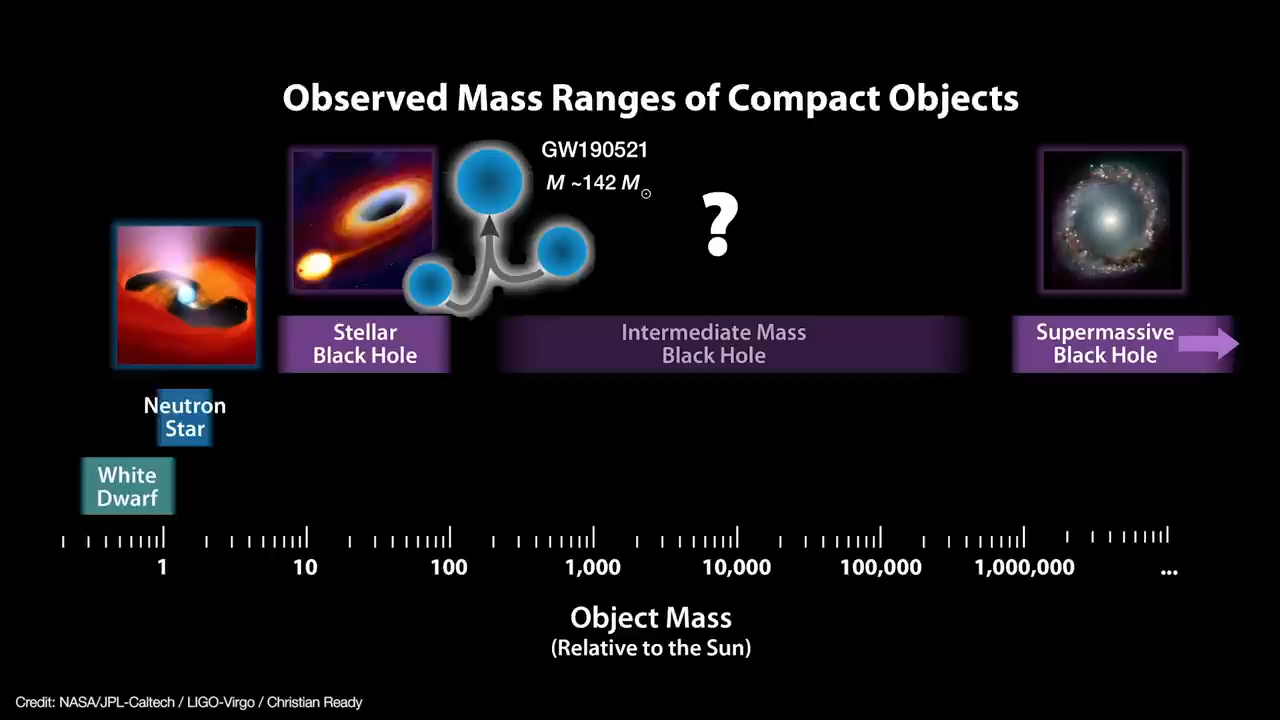 Observed Mass Ranges of Compact Objects
GW190521
M ~142 M☉
?
Stellar
Black Hole
Intermediate Mass
Black Hole
Supermassive
Black Hole
Neutron
Star
White
Dwarf
1 10 100 1,000 10,000 100,000 1,000,000 ...
Object Mass
(Relative to the Sun)
Credit: NASA/JPL-Caltech / LIGO-Virgo / Christian Ready